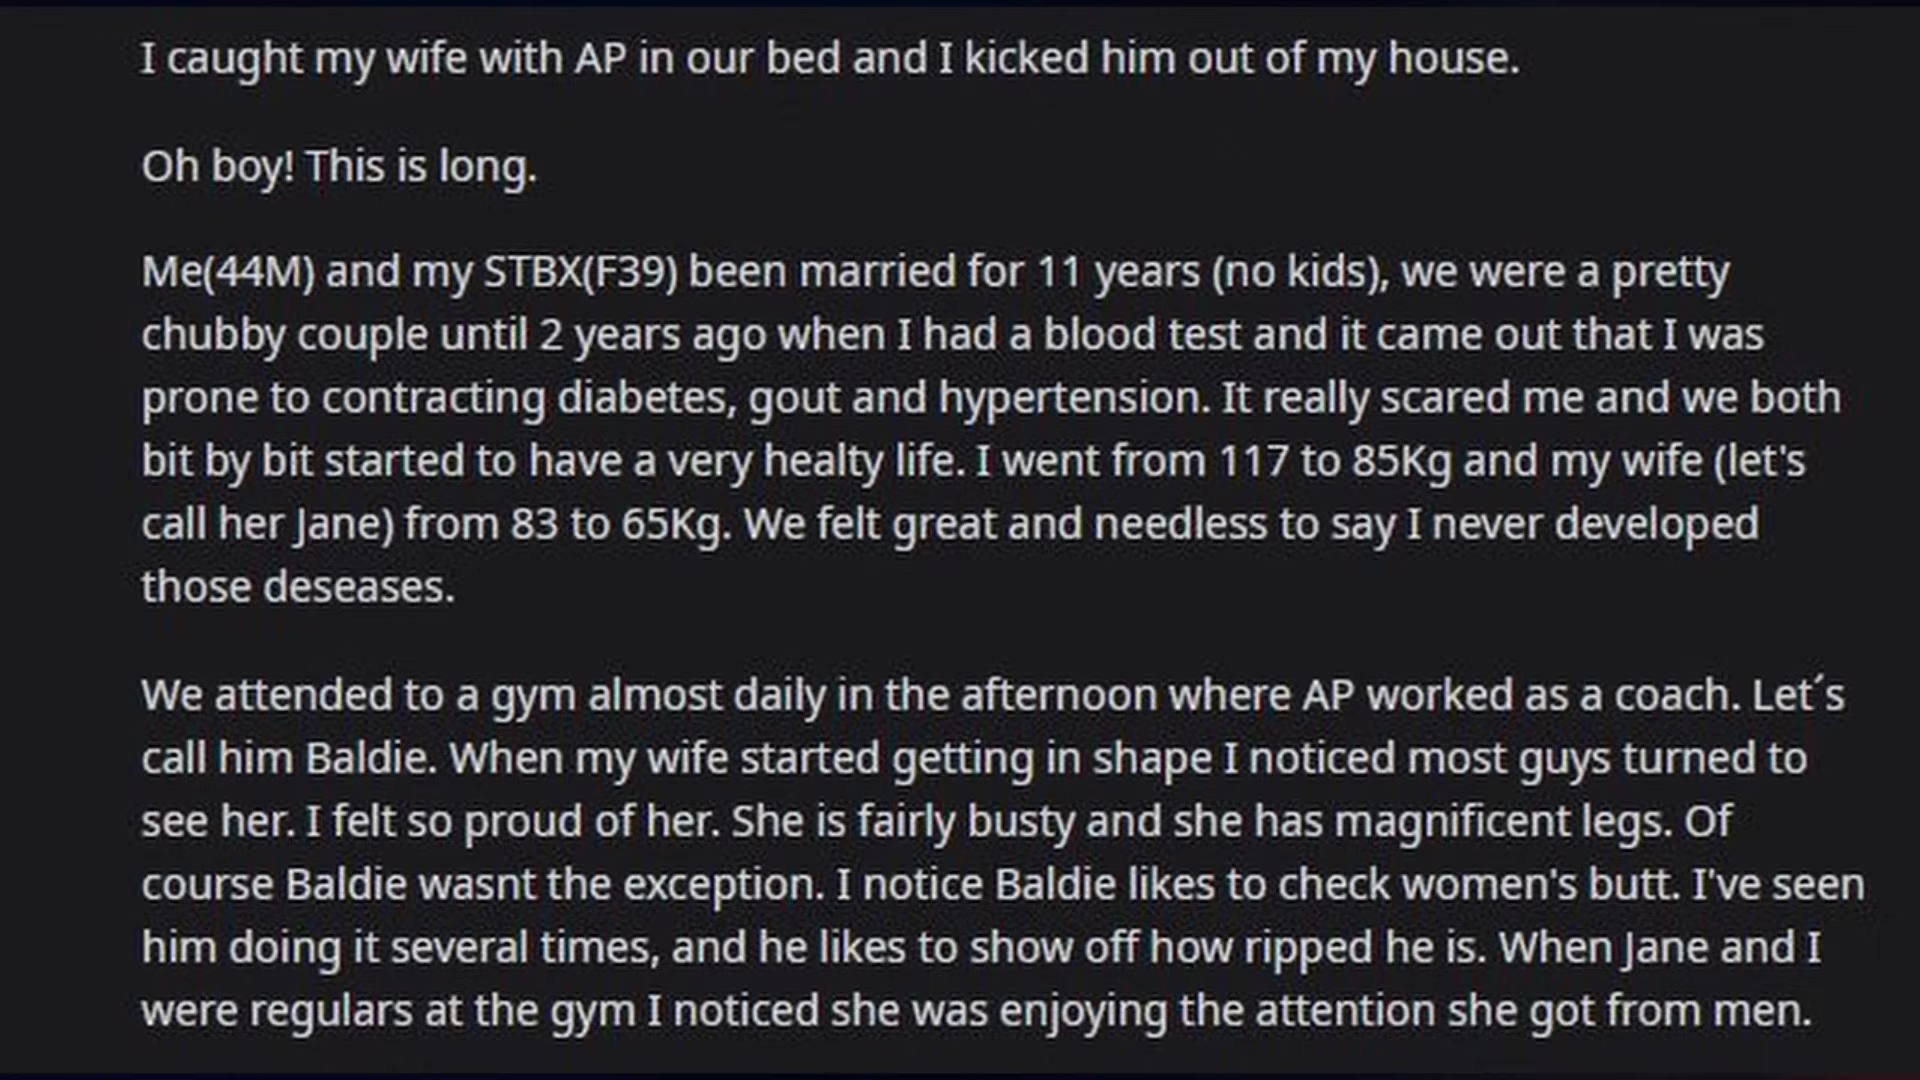 I caught my wife with AP in our bed and I kicked him out of my house.
Oh boy! This is long.
Me(44M) and my STBX(F39) been married for 11 years (no kids), we were a pretty
chubby couple until 2 years ago when I had a blood test and it came out that I was
prone to contracting diabetes, gout and hypertension. It really scared me and we both
bit by bit started to have a very healty life. I went from 117 to 85Kg and my wife (let's
call her Jane) from 83 to 65Kg. We felt great and needless to say I never developed
those deseases.
We attended to a gym almost daily in the afternoon where AP worked as a coach. Let´s
call him Baldie. When my wife started getting in shape I noticed most guys turned to
see her. I felt so proud of her. She is fairly busty and she has magnificent legs. Of
course Baldie wasnt the exception. I notice Baldie likes to check women's butt. I've seen
him doing it several times, and he likes to show off how ripped he is. When Jane and I
were regulars at the gym I noticed she was enjoying the attention she got from men.